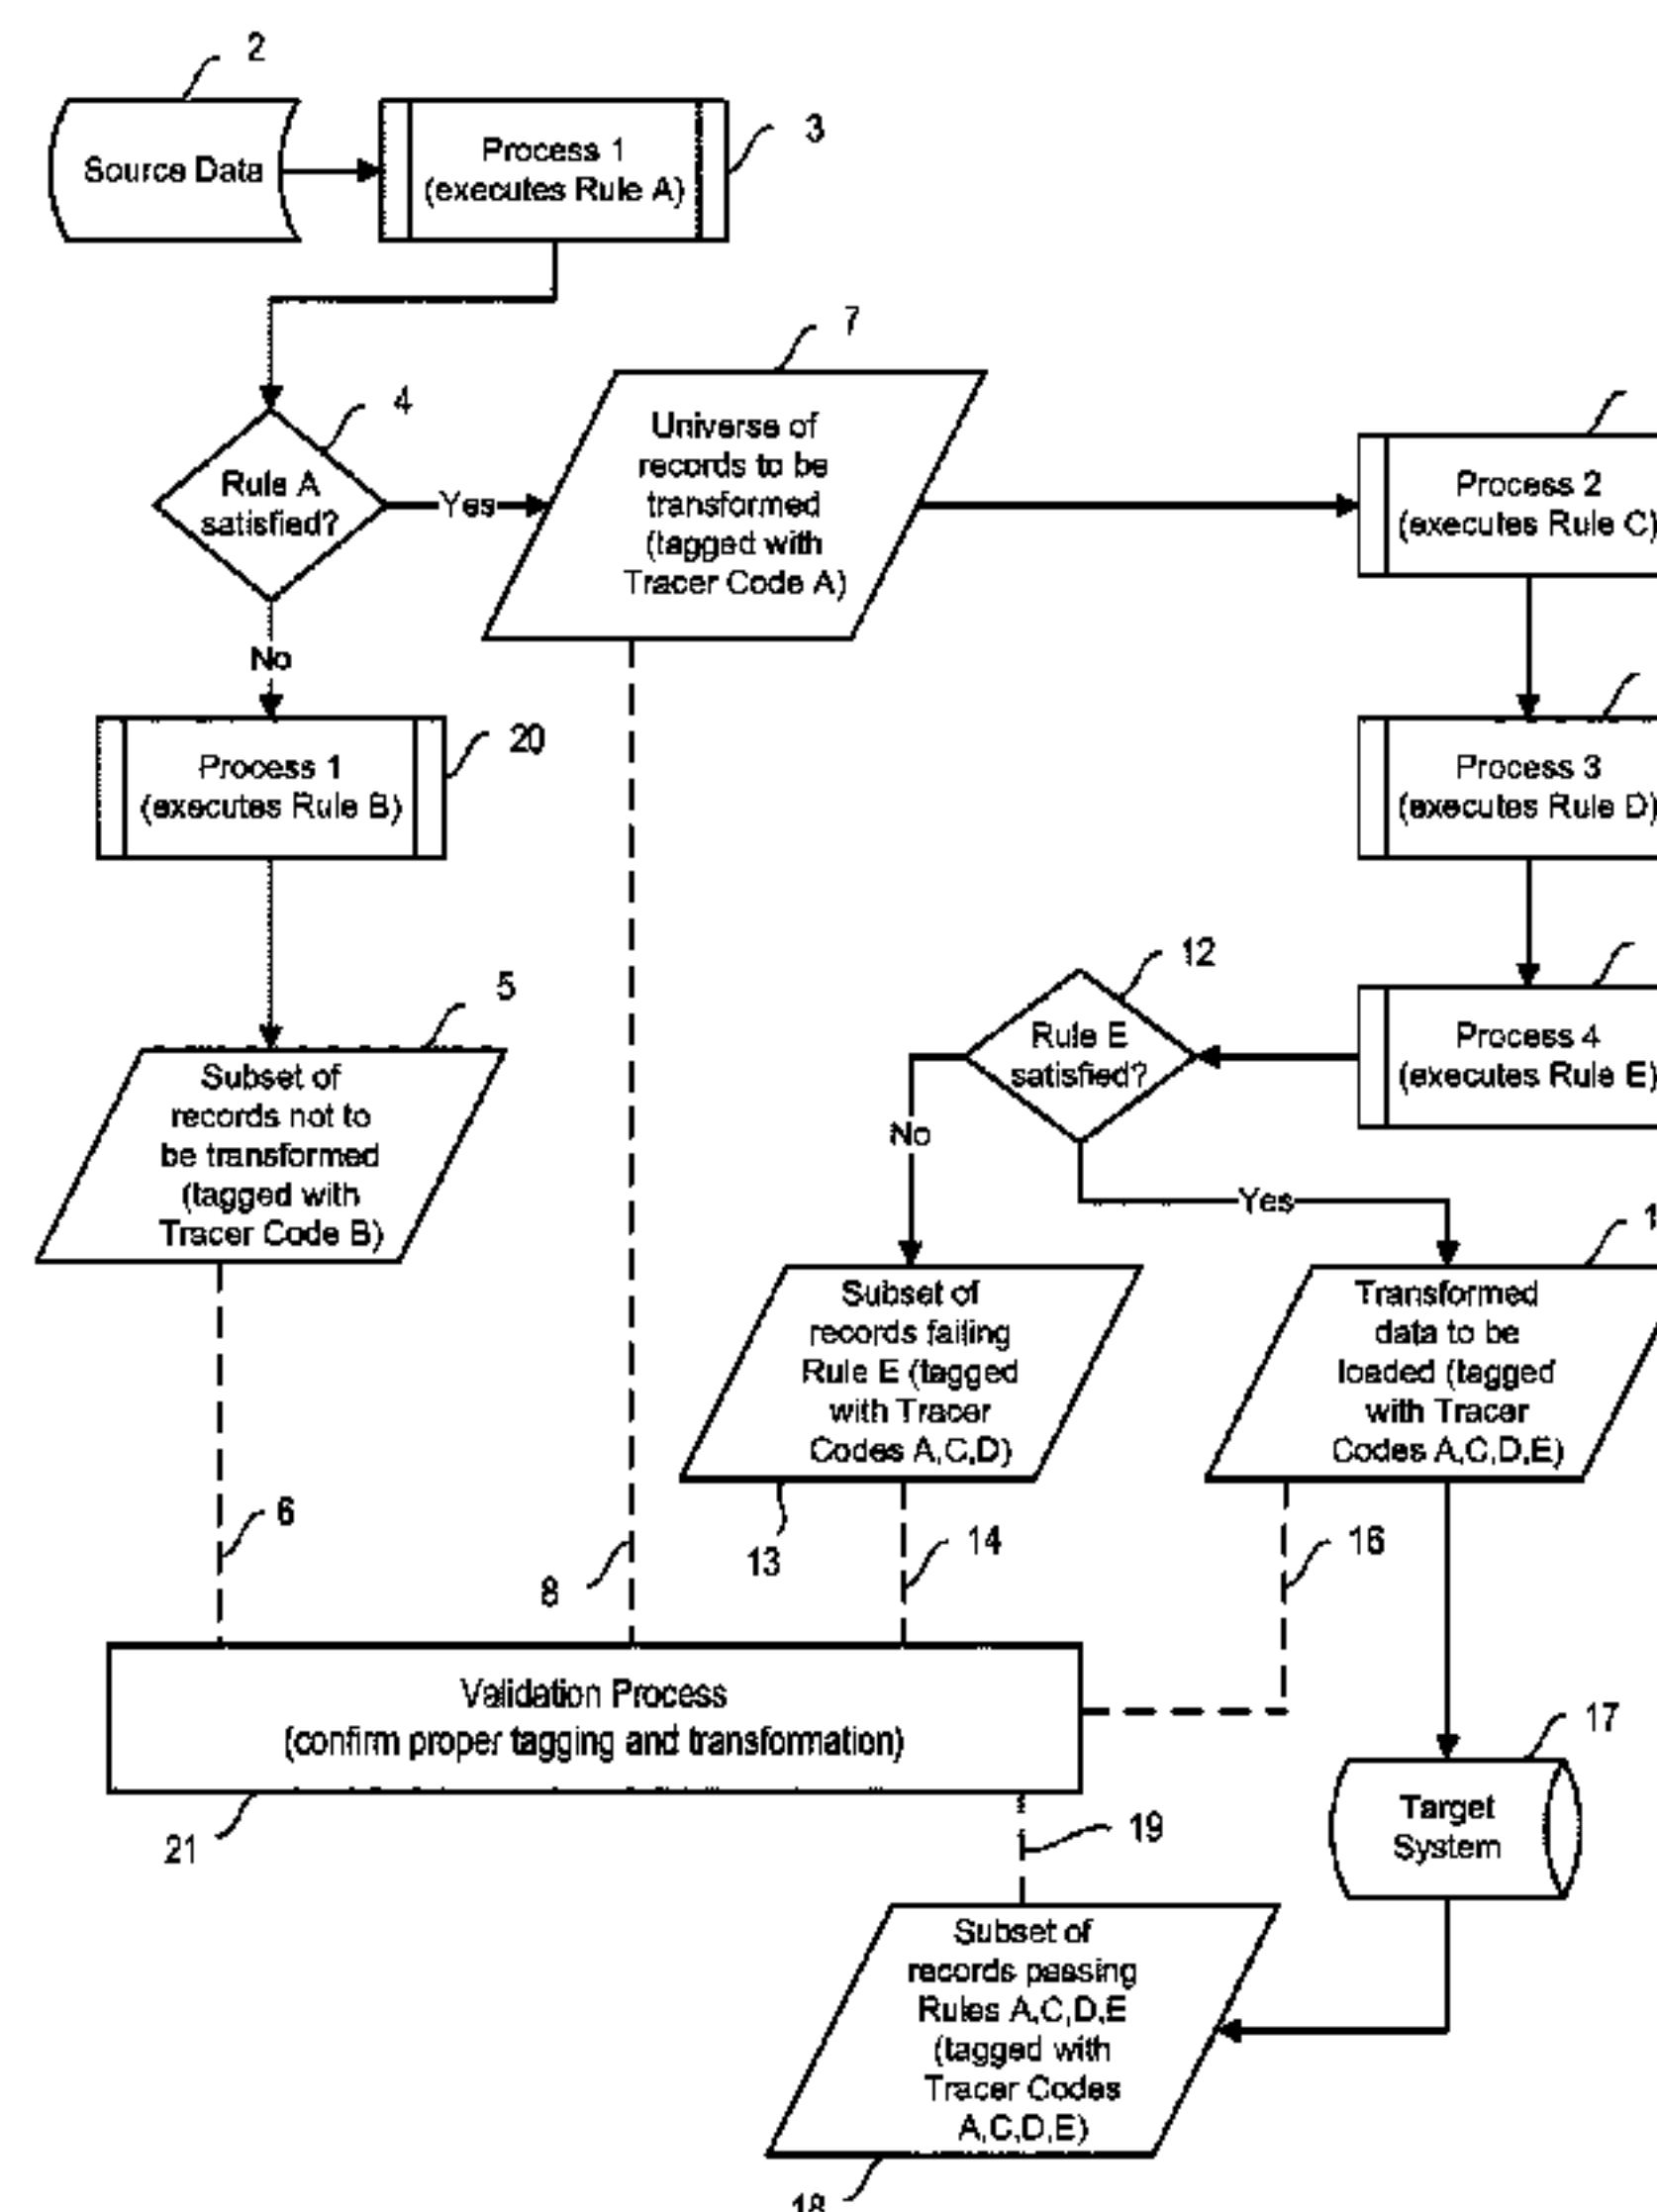 2
Source Data
Process 1
(executes Rule A)
3
7
4
Rule A
satisfied?
Yes
Universe of
records to be
transformed
(tagged with
Tracer Code A)
Process 2
(executes Rule C)
No
Process 1
(executes Rule B)
20
Process 3
(executes Rule D)
12
Rule E
satisfied?
Process 4
(executes Rule E)
5
Subset of
records not to
be transformed
(tagged with
Tracer Code B)
No
Yes
1
Subset of
records failing
Rule E (tagged
with Tracer
Codes A,C,D)
Transformed
data to be
loaded (tagged
with Tracer
Codes A,C,D,E)
6
8
13
14
16
Validation Process
(confirm proper tagging and transformation)
21
19
17
Target
System
Subset of
records passing
Rules A,C,D,E
(tagged with
Tracer Codes
A,C,D,E)
18